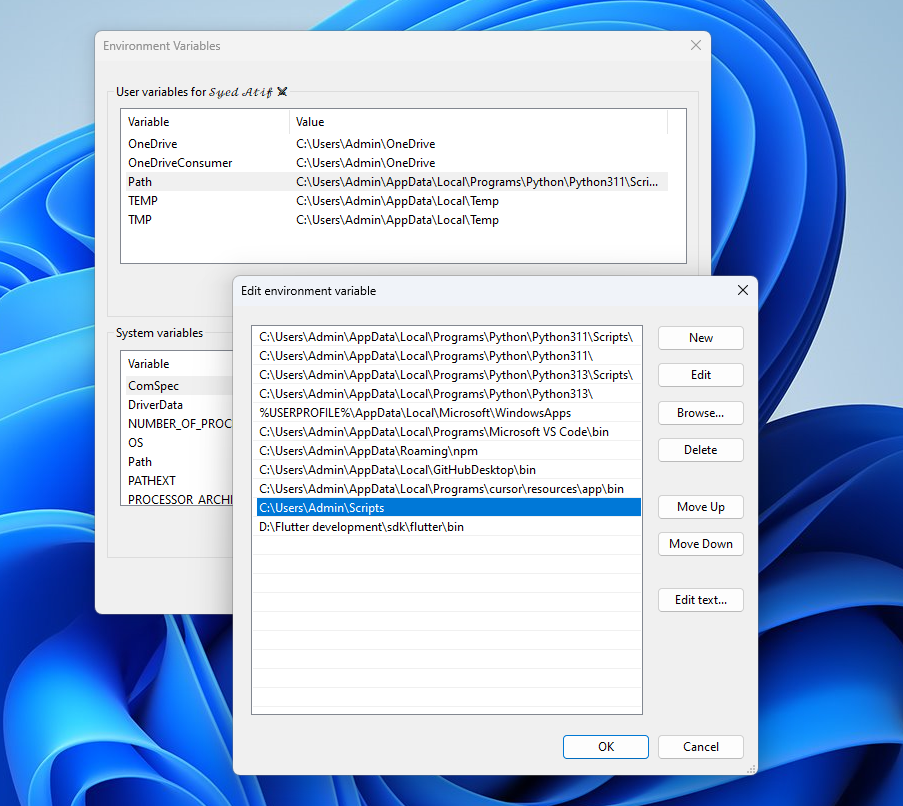 Environment Variables
User variables for 𝓢𝔂𝓮𝓭 𝓐𝓽𝓲𝓯 ⚔
Variable Value
OneDrive C:\Users\Admin\OneDrive
OneDriveConsumer C:\Users\Admin\OneDrive
Path C:\Users\Admin\AppData\Local\Programs\Python\Python311\Scri...
TEMP C:\Users\Admin\AppData\Local\Temp
TMP C:\Users\Admin\AppData\Local\Temp
System variables
Variable
ComSpec
DriverData
NUMBER_OF_PROC
OS
Path
PATHEXT
PROCESSOR_ARCHI
Edit environment variable
C:\Users\Admin\AppData\Local\Programs\Python\Python311\Scripts\
C:\Users\Admin\AppData\Local\Programs\Python\Python311\
C:\Users\Admin\AppData\Local\Programs\Python\Python313\Scripts\
C:\Users\Admin\AppData\Local\Programs\Python\Python313\
%USERPROFILE%\AppData\Local\Microsoft\WindowsApps
C:\Users\Admin\AppData\Local\Programs\Microsoft VS Code\bin
C:\Users\Admin\AppData\Roaming\npm
C:\Users\Admin\AppData\Local\GitHubDesktop\bin
C:\Users\Admin\AppData\Local\Programs\cursor\resources\app\bin
C:\Users\Admin\Scripts
D:\Flutter development\sdk\flutter\bin
New
Edit
Browse...
Delete
Move Up
Move Down
Edit text...
OK
Cancel